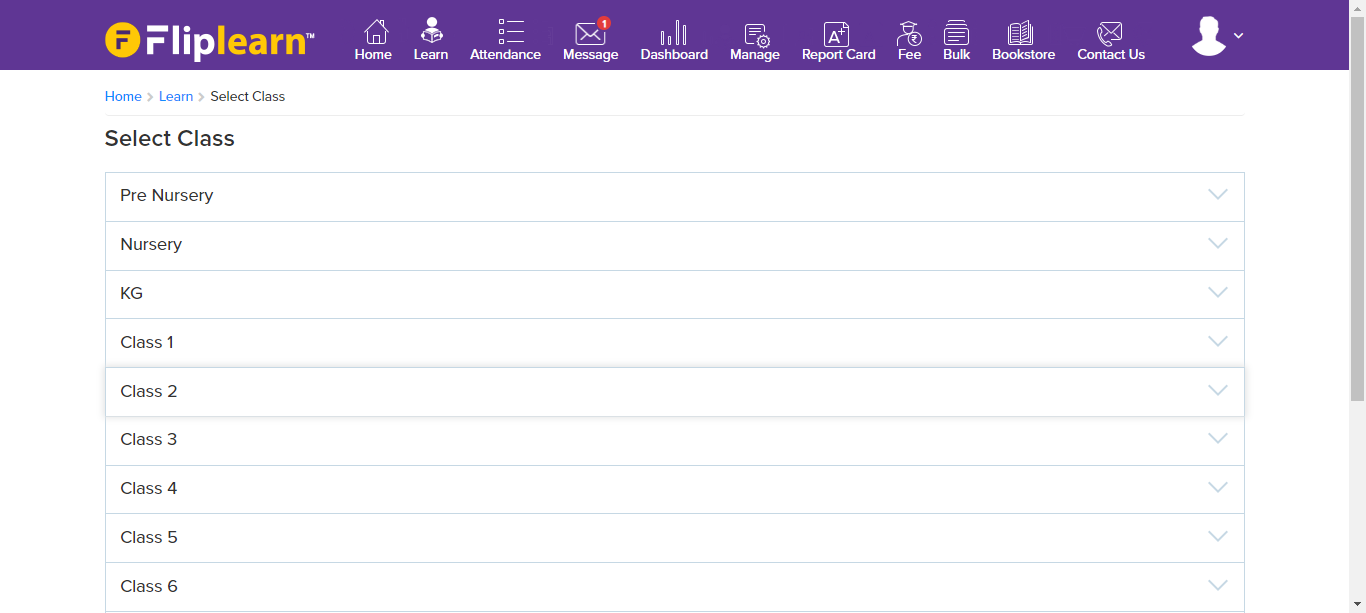 Fliplearn™
1
Home Learn Attendance Message Dashboard Manage Report Card Fee Bulk Bookstore Contact Us
Home > Learn > Select Class
Select Class
Pre Nursery
Nursery
KG
Class 1
Class 2
Class 3
Class 4
Class 5
Class 6